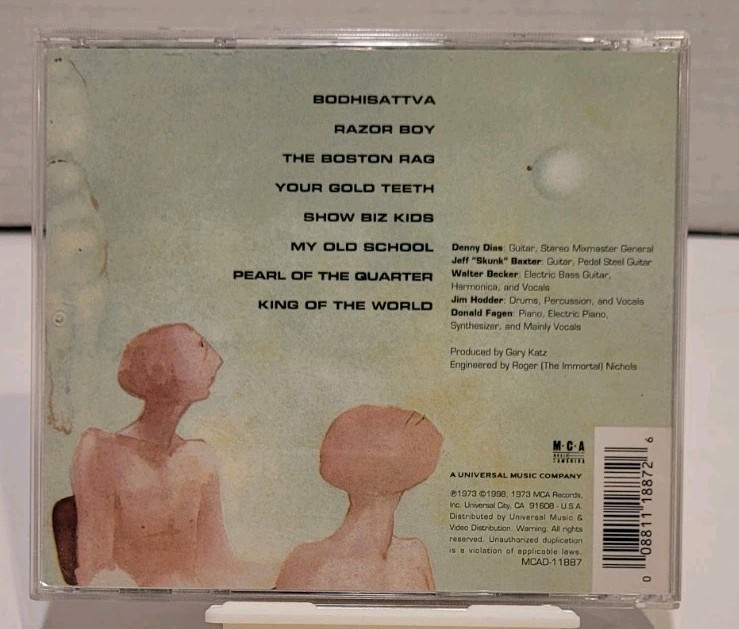 BODHISATTVA
RAZOR BOY
THE BOSTON RAG
YOUR GOLD TEETH
SHOW BIZ KIDS
MY OLD SCHOOL
PEARL OF THE QUARTER
KING OF THE WORLD
Denny Dias: Guitar, Stereo Mixmaster General
Jeff "Skunk" Baxter: Guitar, Pedal Steel Guitar
Walter Becker: Electric Bass Guitar,
Harmonica, and Vocals
Jim Hodder: Drums, Percussion, and Vocals
Donald Fagen: Piano, Electric Piano,
Synthesizer, and Mainly Vocals
Produced by Gary Katz
Engineered by Roger (The Immortal) Nichols
M·C·A
A UNIVERSAL MUSIC COMPANY
℗1973 ©1998, 1973 MCA Records,
Inc. Universal City, CA 91608 - U.S.A.
Distributed by Universal Music &
Video Distribution. Warning: All rights
reserved. Unauthorized duplication
is a violation of applicable laws.
MCAD-11887
0 08811 18872 6